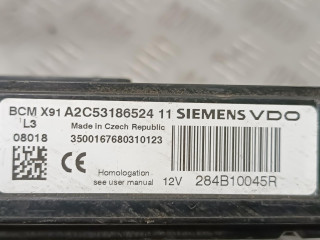 BCM X91 A2C53186524 11 SIEMENS VDO
L3 Made in Czech Republic
08018 3500167680310123
Homologation
see user manual 12V 284B10045R